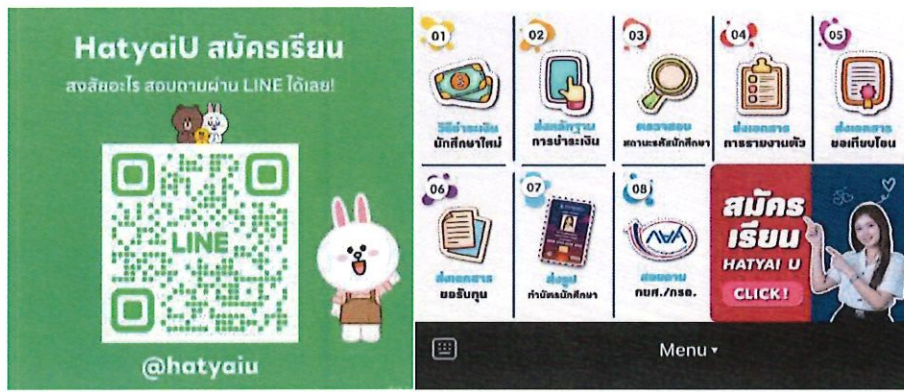 HatyaiU สมัครเรียน
สงสัยอะไร สอบถามผ่าน LINE ได้เลย!
LINE
@hatyaiu
01
วิธีชำระเงิน
นักศึกษาใหม่
02
ส่งหลักฐาน
การชำระเงิน
03
ตรวจสอบ
สถานะรหัสนักศึกษา
04
ส่งเอกสาร
การรายงานตัว
05
ส่งเอกสาร
ขอเทียบโอน
06
ส่งเอกสาร
ขอรับทุน
07
ส่งรูป
ทำบัตรนักศึกษา
08
สอบถาม
กยศ./กรอ.
สมัคร
เรียน
HATYAI U
CLICK!
Menu